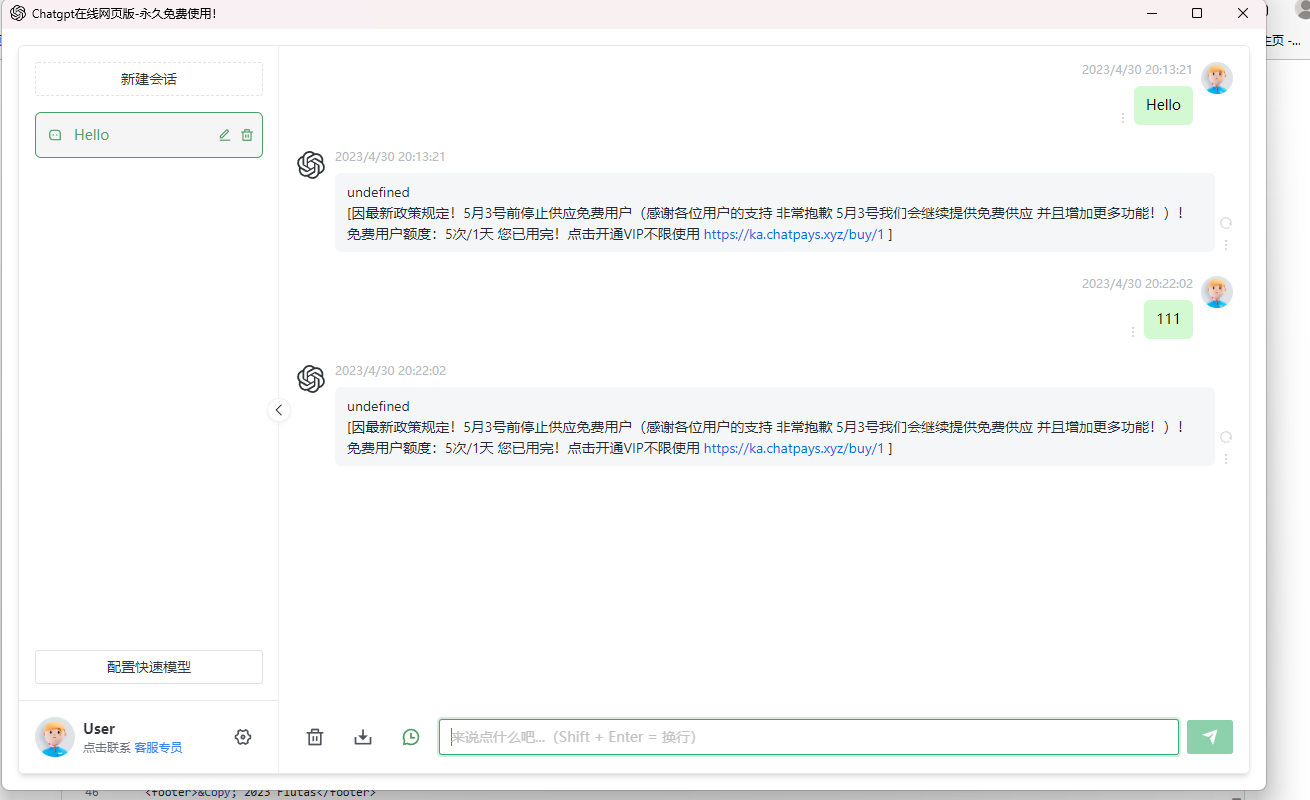 Chatgpt在线网页版-永久免费使用!
主页 -...
新建会话
Hello
2023/4/30 20:13:21
Hello
2023/4/30 20:13:21
undefined
[因最新政策规定！5月3号前停止供应免费用户（感谢各位用户的支持 非常抱歉 5月3号我们会继续提供免费供应 并且增加更多功能！）！
免费用户额度：5次/1天 您已用完！点击开通VIP不限使用 https://ka.chatpays.xyz/buy/1 ]
2023/4/30 20:22:02
111
2023/4/30 20:22:02
undefined
[因最新政策规定！5月3号前停止供应免费用户（感谢各位用户的支持 非常抱歉 5月3号我们会继续提供免费供应 并且增加更多功能！）！
免费用户额度：5次/1天 您已用完！点击开通VIP不限使用 https://ka.chatpays.xyz/buy/1 ]
配置快速模型
User
点击联系 客服专员
来说点什么吧...（Shift + Enter = 换行）
46 <footer>&Copy; 2023 Flutas</footer>